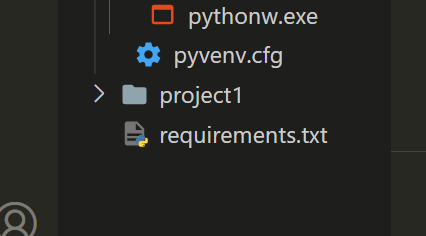 pythonw.exe
pyvenv.cfg
project1
requirements.txt